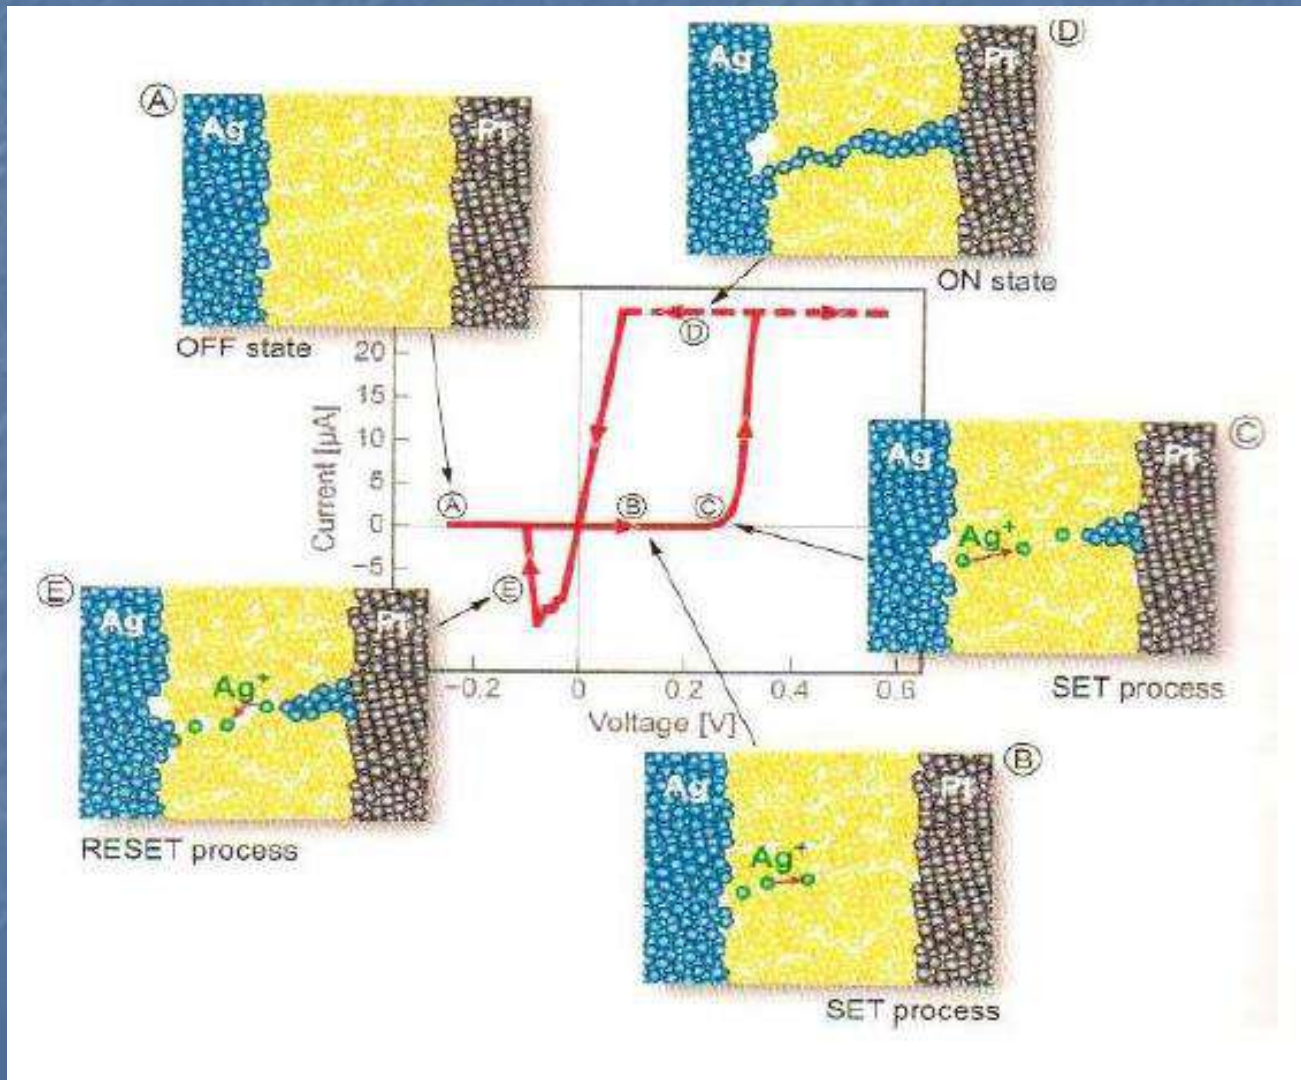 Ⓐ
Ag
Pt
OFF state
Ⓓ
Ag
Pt
ON state
Current [µA]
20
15
10
5
0
−5
Ⓐ
Ⓑ
Ⓒ
Ⓓ
Ⓔ
−0.2
0
0.2
0.4
0.6
Voltage [V]
Ⓒ
Ag
Pt
Ag⁺
SET process
Ⓔ
Ag
Pt
Ag⁺
RESET process
Ⓑ
Ag
Pt
Ag⁺
SET process